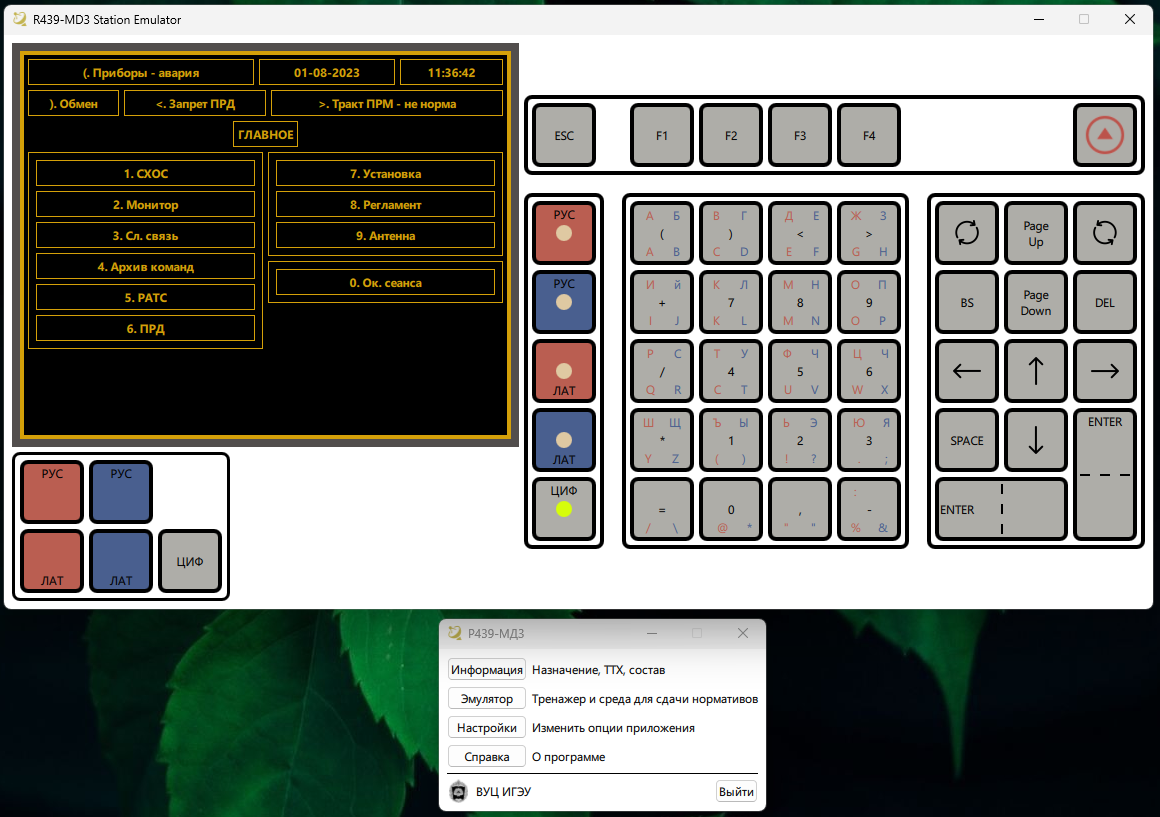 R439-MD3 Station Emulator
(. Приборы - авария 01-08-2023 11:36:42
). Обмен <. Запрет ПРД >. Тракт ПРМ - не норма
ГЛАВНОЕ
1. СХОС
2. Монитор
3. Сл. связь
4. Архив команд
5. РАТС
6. ПРД
7. Установка
8. Регламент
9. Антенна
0. Ок. сеанса
ESC F1 F2 F3 F4
РУС
РУС
ЛАТ
ЛАТ
ЦИФ
А Б В Г Д Е Ж З
( ) < >
A B C D E F G H
И й К Л М Н О П
+ 7 8 9
I J K L M N O P
Р С Т У Ф Ч Ц Ч
/ 4 5 6
Q R C T U V W X
Ш Щ Ъ Ы Ь Э Ю Я
* 1 2 3
Y Z ( ) ! ? . ;
:
= 0 , -
/ \ @ * " " % &
Page
Up
BS
Page
Down
DEL
← ↑ →
SPACE ↓ ENTER
ENTER
РУС РУС
ЛАТ ЛАТ ЦИФ
Р439-МД3
Информация Назначение, ТТХ, состав
Эмулятор Тренажер и среда для сдачи нормативов
Настройки Изменить опции приложения
Справка О программе
ВУЦ ИГЭУ Выйти